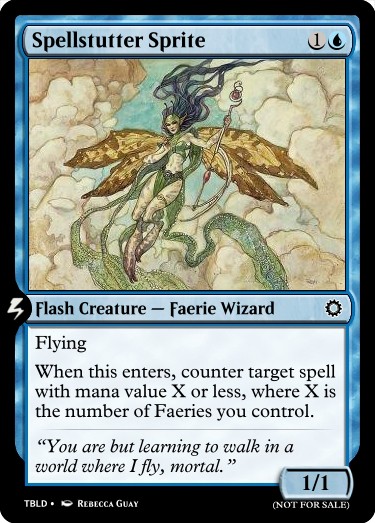 Spellstutter Sprite 1
Flash Creature — Faerie Wizard
Flying
When this enters, counter target spell
with mana value X or less, where X is
the number of Faeries you control.
“You are but learning to walk in a
world where I fly, mortal.”
1/1
TBLD • Rebecca Guay
(NOT FOR SALE)